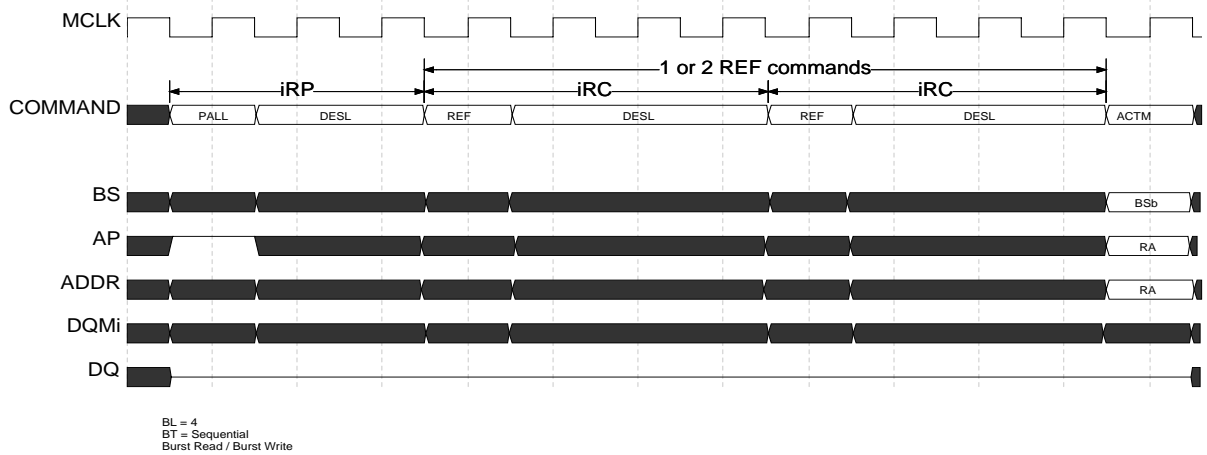 MCLK
1 or 2 REF commands
iRP iRC iRC
COMMAND PALL DESL REF DESL REF DESL ACTM
BS BSb
AP RA
ADDR RA
DQMi
DQ
BL = 4
BT = Sequential
Burst Read / Burst Write